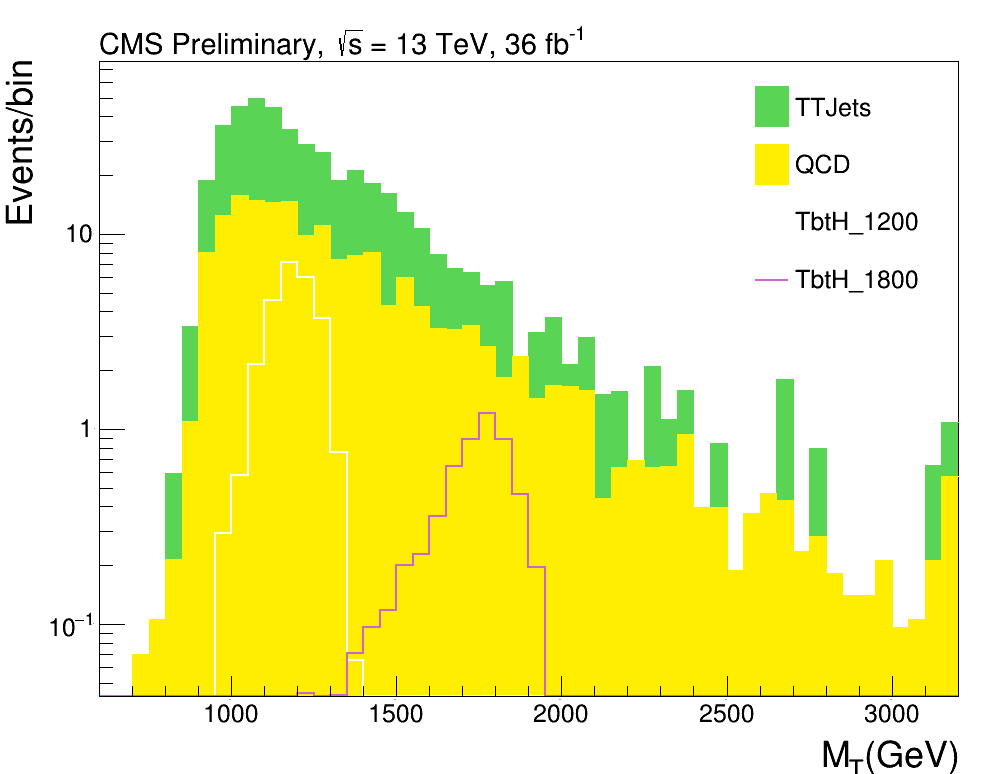 CMS Preliminary, √s = 13 TeV, 36 fb⁻¹
Events/bin
TTJets
QCD
TbtH_1200
TbtH_1800
10
1
10⁻¹
1000 1500 2000 2500 3000
M_T(GeV)